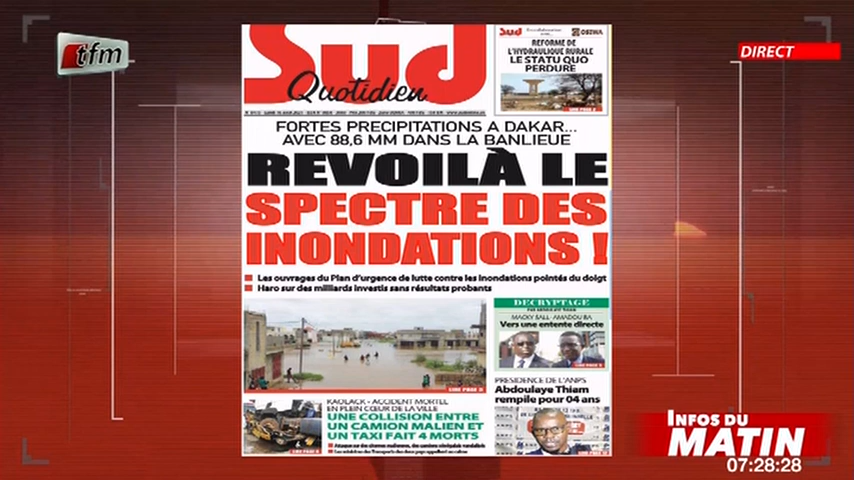 tfm
DIRECT
Sud
Quotidien
REFORME DE
L'HYDRAULIQUE RURALE
LE STATU QUO
PERDURE
FORTES PRECIPITATIONS A DAKAR...
AVEC 88,6 MM DANS LA BANLIEUE
REVOILÀ LE
SPECTRE DES
INONDATIONS !
Les ouvrages du Plan d'urgence de lutte contre les inondations pointés du doigt
Haro sur des milliards investis sans résultats probants
DECRYPTAGE
MACKY SALL - AMADOU BA
Vers une entente directe
PRESIDENCE DE L'ANPS
Abdoulaye Thiam
rempile pour 04 ans
KAOLACK - ACCIDENT MORTEL
EN PLEIN CŒUR DE LA VILLE
UNE COLLISION ENTRE
UN CAMION MALIEN ET
UN TAXI FAIT 4 MORTS
INFOS DU
MATIN
07:28:28